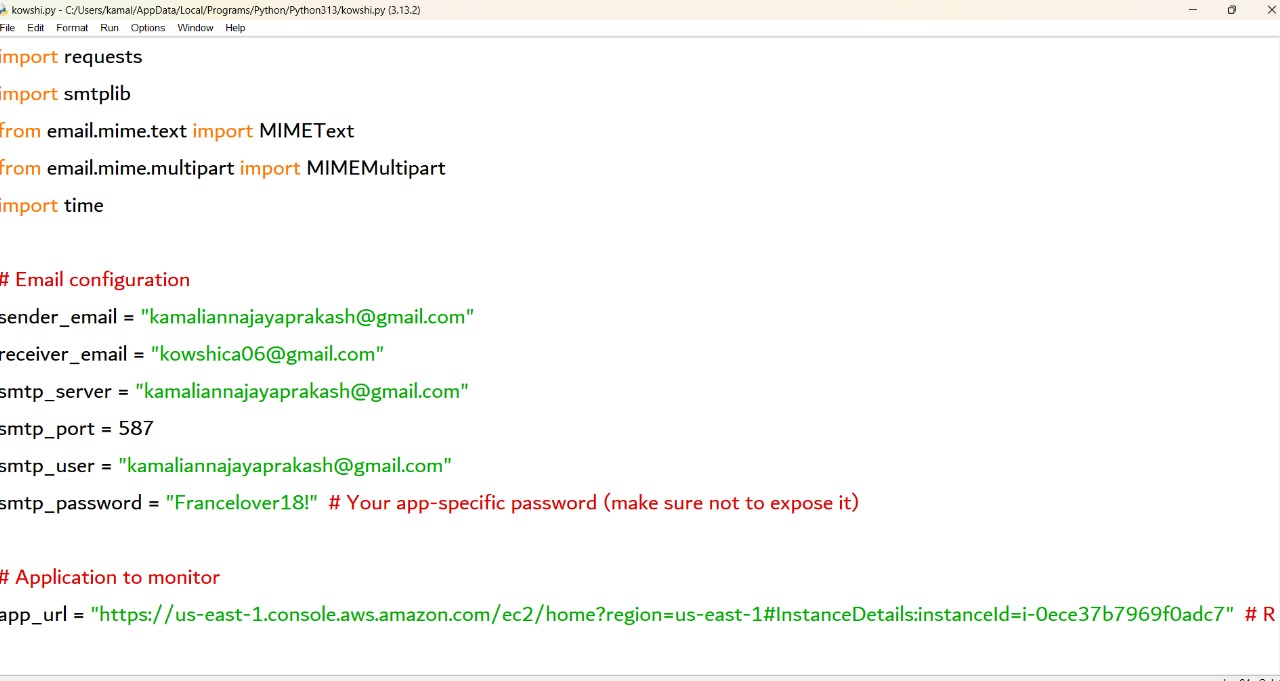 kowshi.py - C:/Users/kamal/AppData/Local/Programs/Python/Python313/kowshi.py (3.13.2)
File Edit Format Run Options Window Help
import requests
import smtplib
from email.mime.text import MIMEText
from email.mime.multipart import MIMEMultipart
import time
# Email configuration
sender_email = "kamaliannajayaprakash@gmail.com"
receiver_email = "kowshica06@gmail.com"
smtp_server = "kamaliannajayaprakash@gmail.com"
smtp_port = 587
smtp_user = "kamaliannajayaprakash@gmail.com"
smtp_password = "Francelover18!" # Your app-specific password (make sure not to expose it)
# Application to monitor
app_url = "https://us-east-1.console.aws.amazon.com/ec2/home?region=us-east-1#InstanceDetails:instanceId=i-0ece37b7969f0adc7" # R